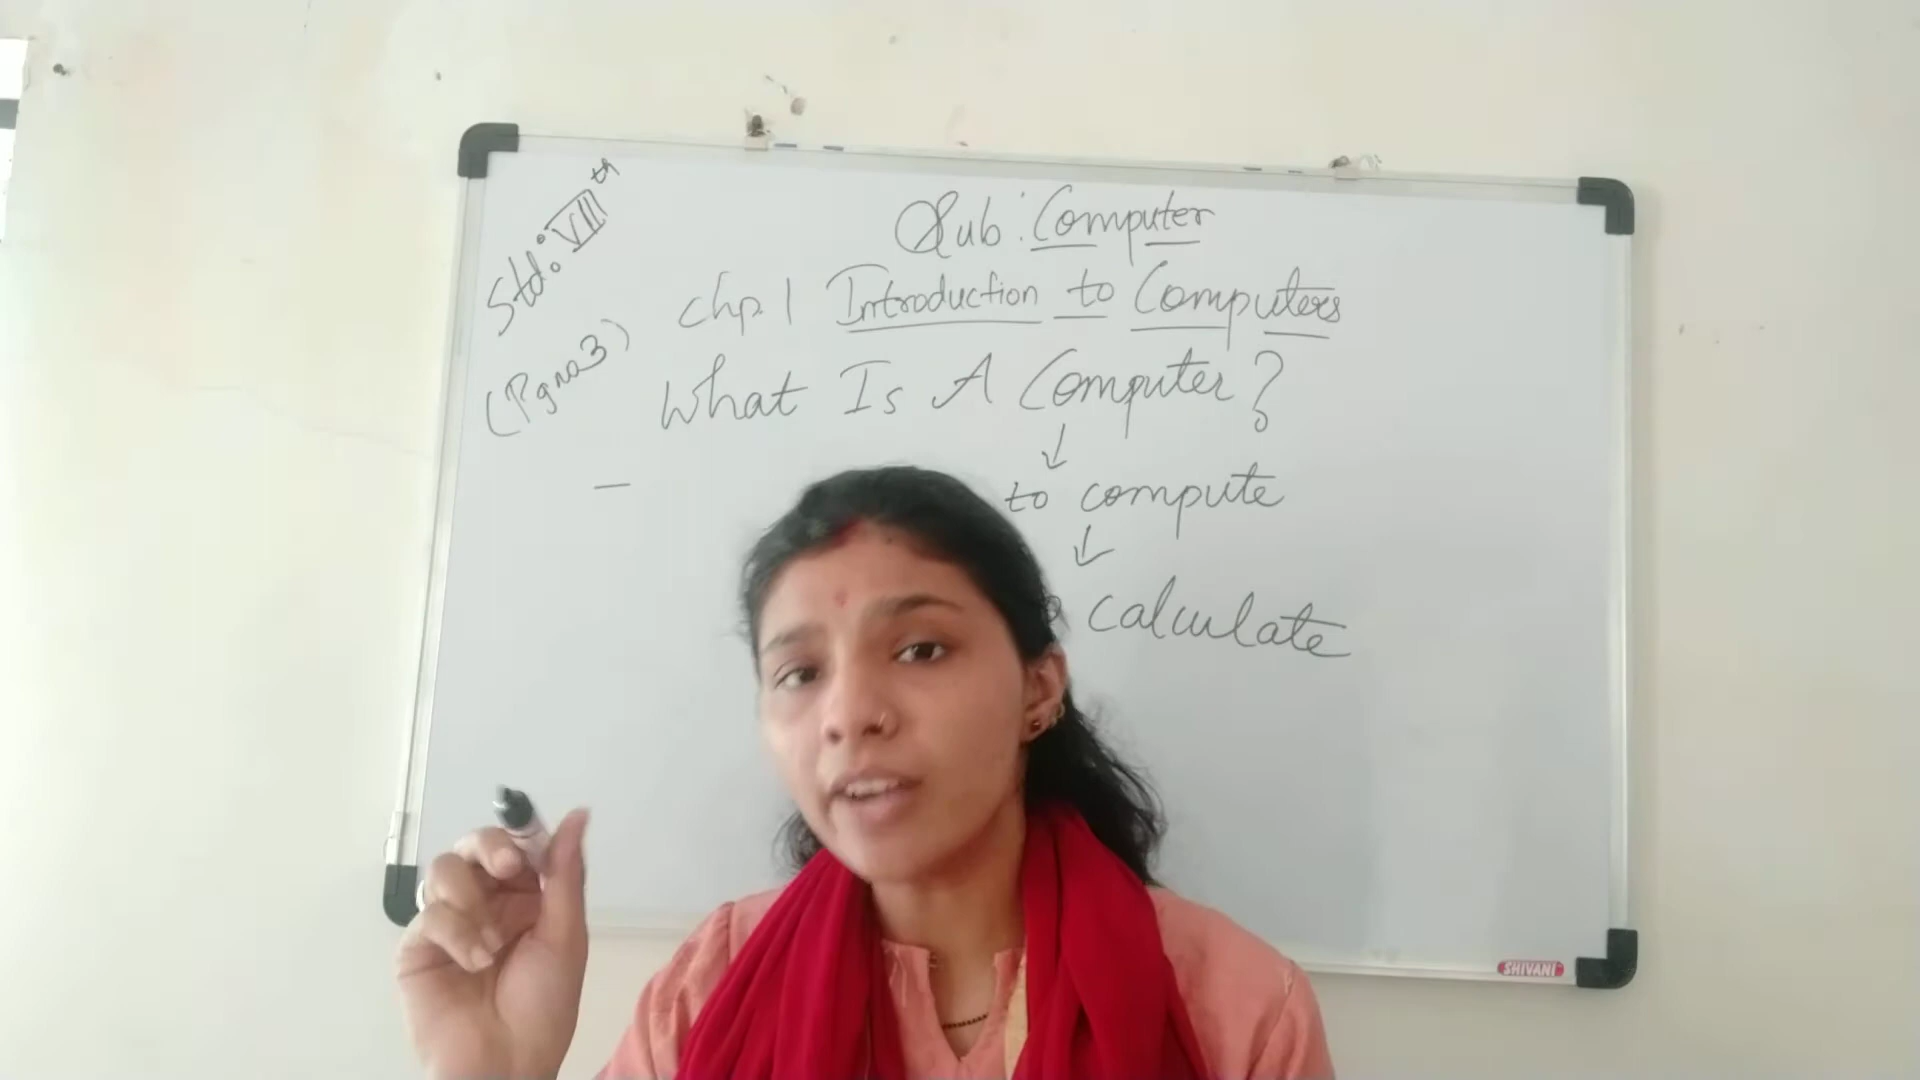 Std: VIIIth
(Pg no 3)
Sub: Computer
Chp. 1 Introduction to Computers
What Is A Computer?
↓
– to compute
↓
calculate
SHIVANI